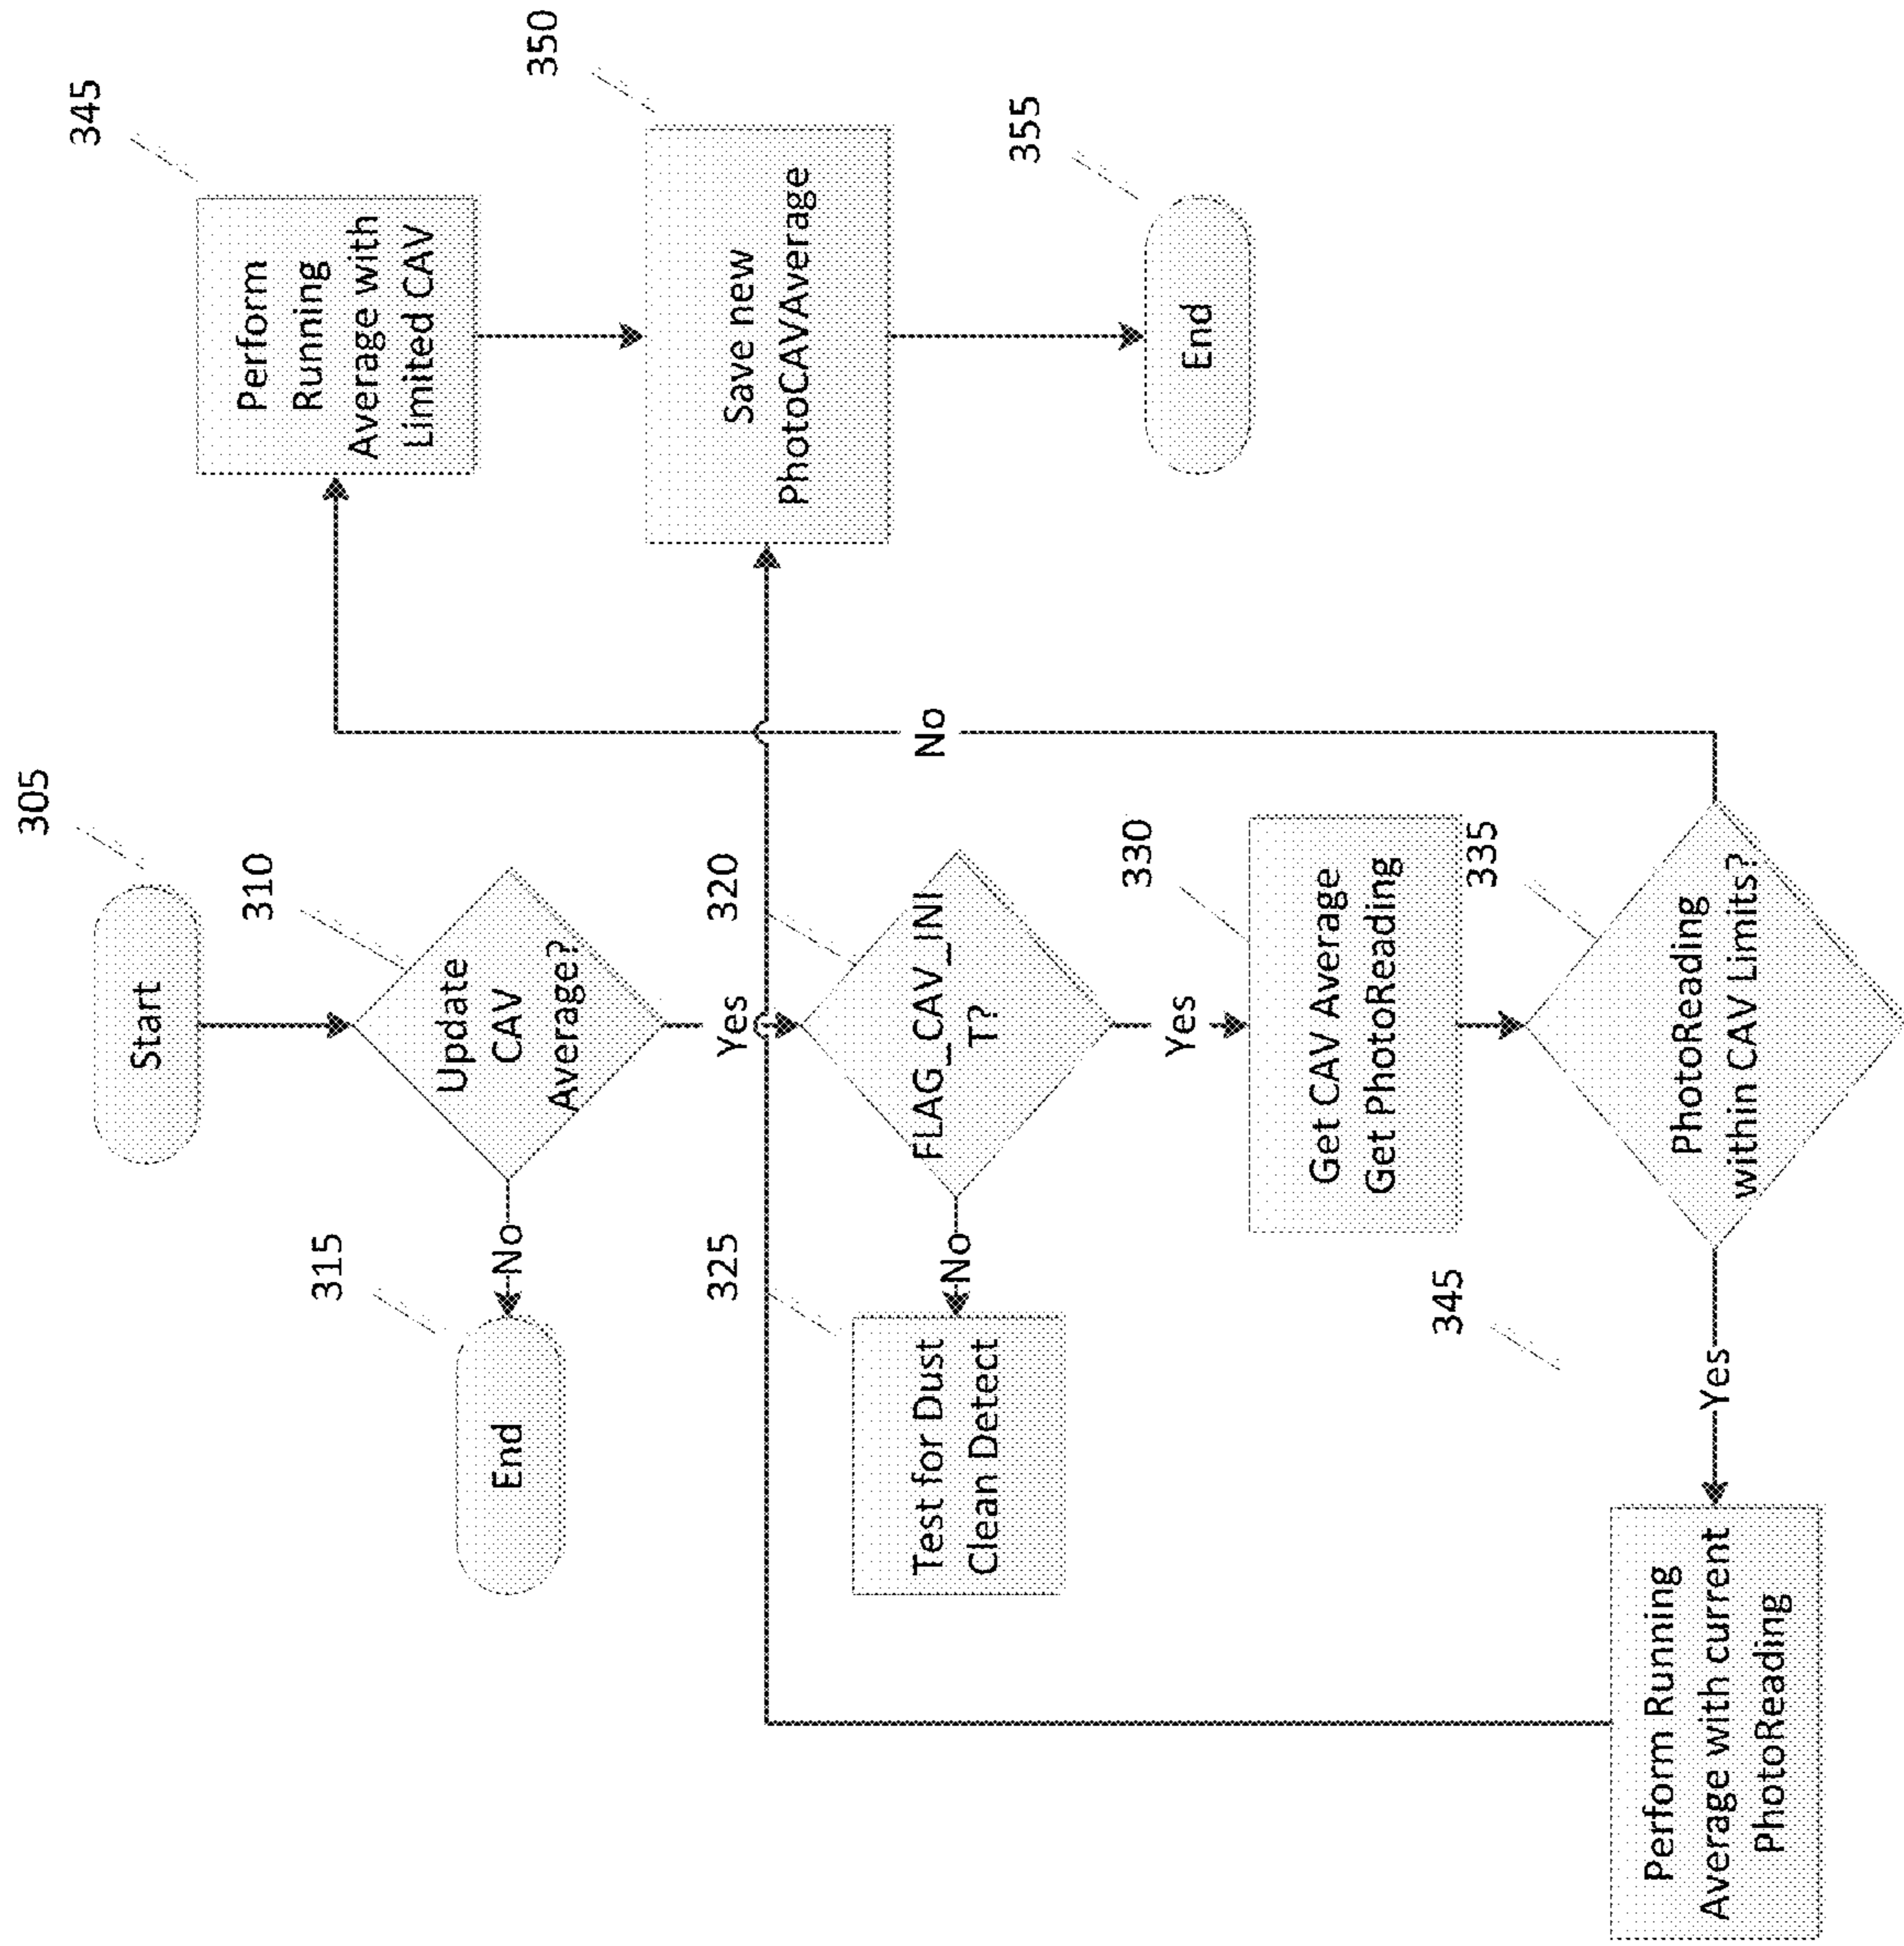 305
Start
310
Update
CAV
Average?
No
315
End
Yes
320
FLAG_CAV_INI
T?
No
325
Test for Dust
Clean Detect
Yes
330
Get CAV Average
Get PhotoReading
335
PhotoReading
within CAV Limits?
Yes
345
Perform Running
Average with current
PhotoReading
No
345
Perform
Running
Average with
Limited CAV
350
Save new
PhotoCAVAverage
355
End